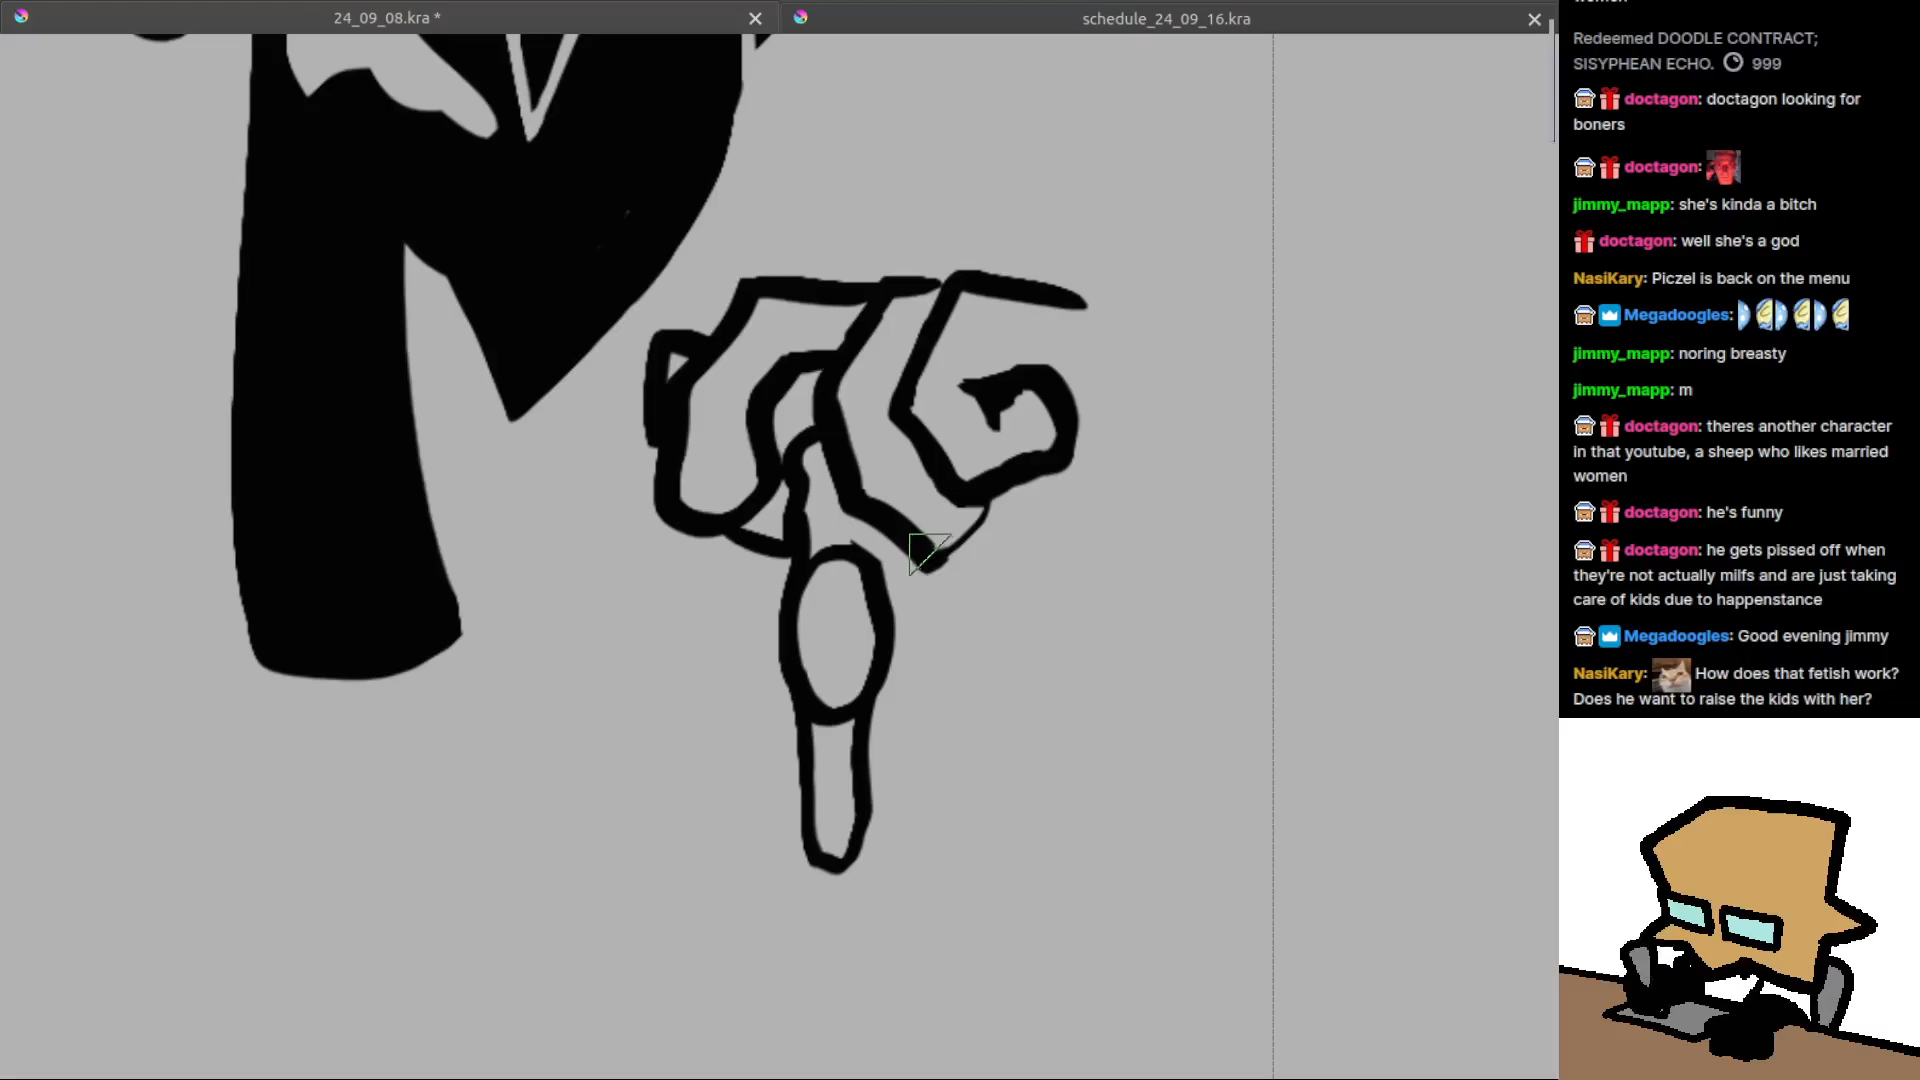 24_09_08.kra *
schedule_24_09_16.kra
Redeemed DOODLE CONTRACT;
SISYPHEAN ECHO. 999
doctagon: doctagon looking for
boners
doctagon:
jimmy_mapp: she's kinda a bitch
doctagon: well she's a god
NasiKary: Piczel is back on the menu
Megadoogles:
jimmy_mapp: noring breasty
jimmy_mapp: m
doctagon: theres another character
in that youtube, a sheep who likes married
women
doctagon: he's funny
doctagon: he gets pissed off when
they're not actually milfs and are just taking
care of kids due to happenstance
Megadoogles: Good evening jimmy
NasiKary: How does that fetish work?
Does he want to raise the kids with her?